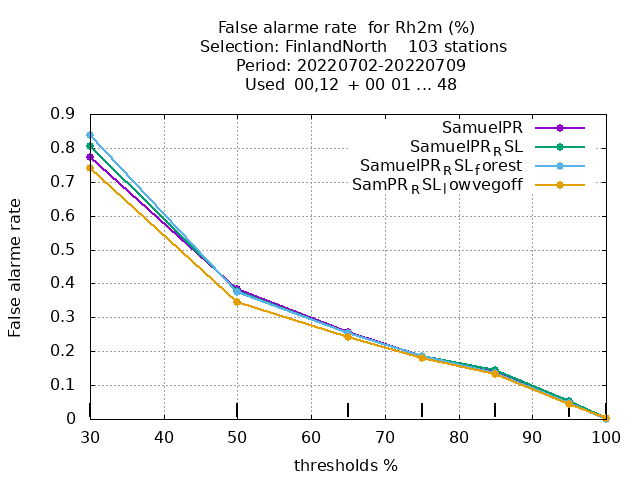 False alarme rate  for Rh2m (%)
Selection: FinlandNorth    103 stations
Period: 20220702-20220709
Used  00,12  + 00 01 ... 48
SamuelPR
SamuelPR_RSL
SamuelPR_RSL_forest
SamPR_RSL_lowvegoff
False alarme rate
0.9
0.8
0.7
0.6
0.5
0.4
0.3
0.2
0.1
0
30 40 50 60 70 80 90 100
thresholds %